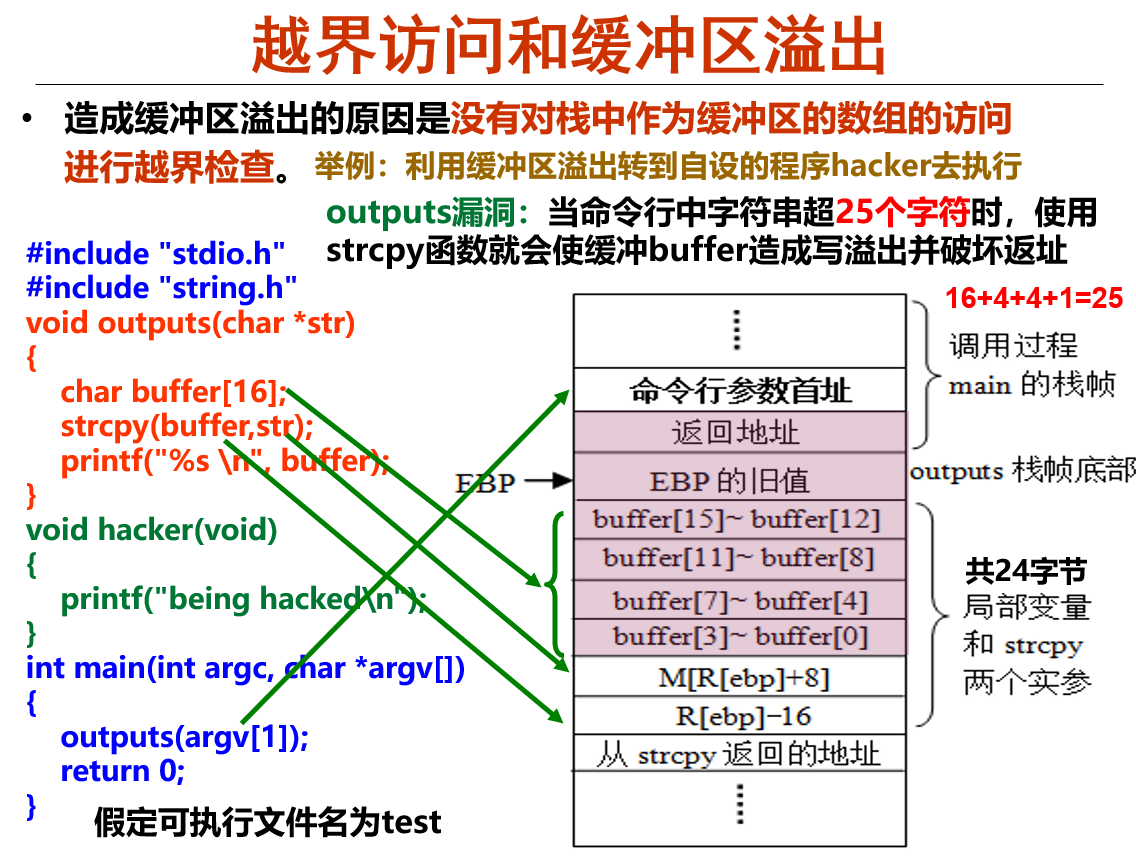 越界访问和缓冲区溢出
• 造成缓冲区溢出的原因是没有对栈中作为缓冲区的数组的访问
进行越界检查。 举例：利用缓冲区溢出转到自设的程序hacker去执行
outputs漏洞：当命令行中字符串超25个字符时，使用
strcpy函数就会使缓冲buffer造成写溢出并破坏返址
#include "stdio.h"
#include "string.h"
void outputs(char *str)
{
char buffer[16];
strcpy(buffer,str);
printf("%s \n", buffer);
}
void hacker(void)
{
printf("being hacked\n");
}
int main(int argc, char *argv[])
{
outputs(argv[1]);
return 0;
}
假定可执行文件名为test
16+4+4+1=25
命令行参数首址
返回地址
EBP 的旧值
buffer[15]~ buffer[12]
buffer[11]~ buffer[8]
buffer[7]~ buffer[4]
buffer[3]~ buffer[0]
M[R[ebp]+8]
R[ebp]−16
从 strcpy 返回的地址
EBP
调用过程
main 的栈帧
outputs 栈帧底部
共24字节
局部变量
和 strcpy
两个实参